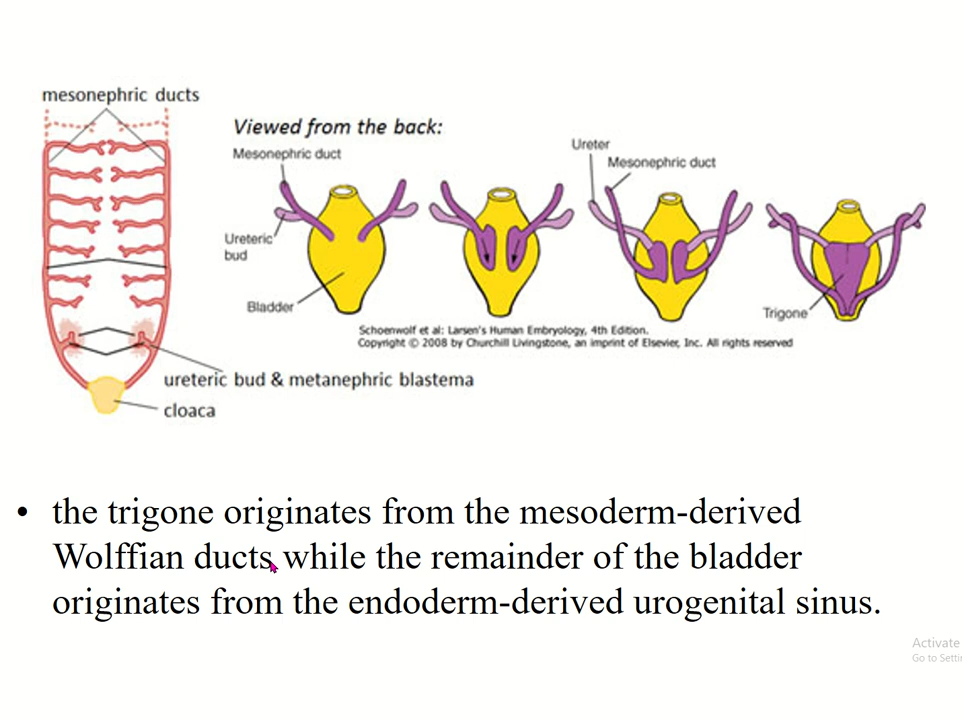 mesonephric ducts
Viewed from the back:
Mesonephric duct
Ureteric
bud
Bladder
Ureter
Mesonephric duct
Trigone
Schoenwolf et al: Larsen's Human Embryology, 4th Edition.
Copyright © 2008 by Churchill Livingstone, an imprint of Elsevier, Inc. All rights reserved
ureteric bud & metanephric blastema
cloaca
• the trigone originates from the mesoderm-derived
Wolffian ducts while the remainder of the bladder
originates from the endoderm-derived urogenital sinus.
Activate
Go to Setti